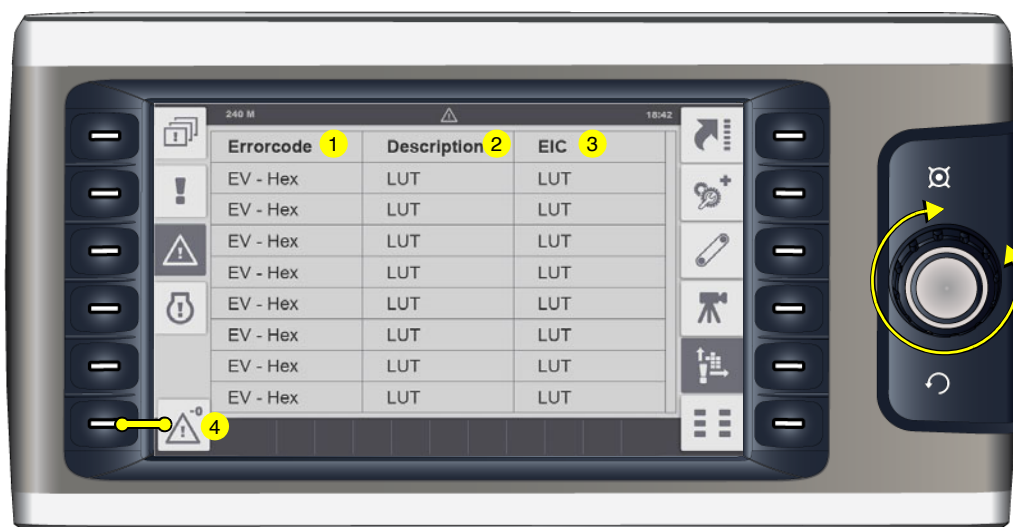 240 M 18:42
Errorcode 1 Description 2 EIC 3
EV - Hex LUT LUT
EV - Hex LUT LUT
EV - Hex LUT LUT
EV - Hex LUT LUT
EV - Hex LUT LUT
EV - Hex LUT LUT
EV - Hex LUT LUT
EV - Hex LUT LUT
-0 4